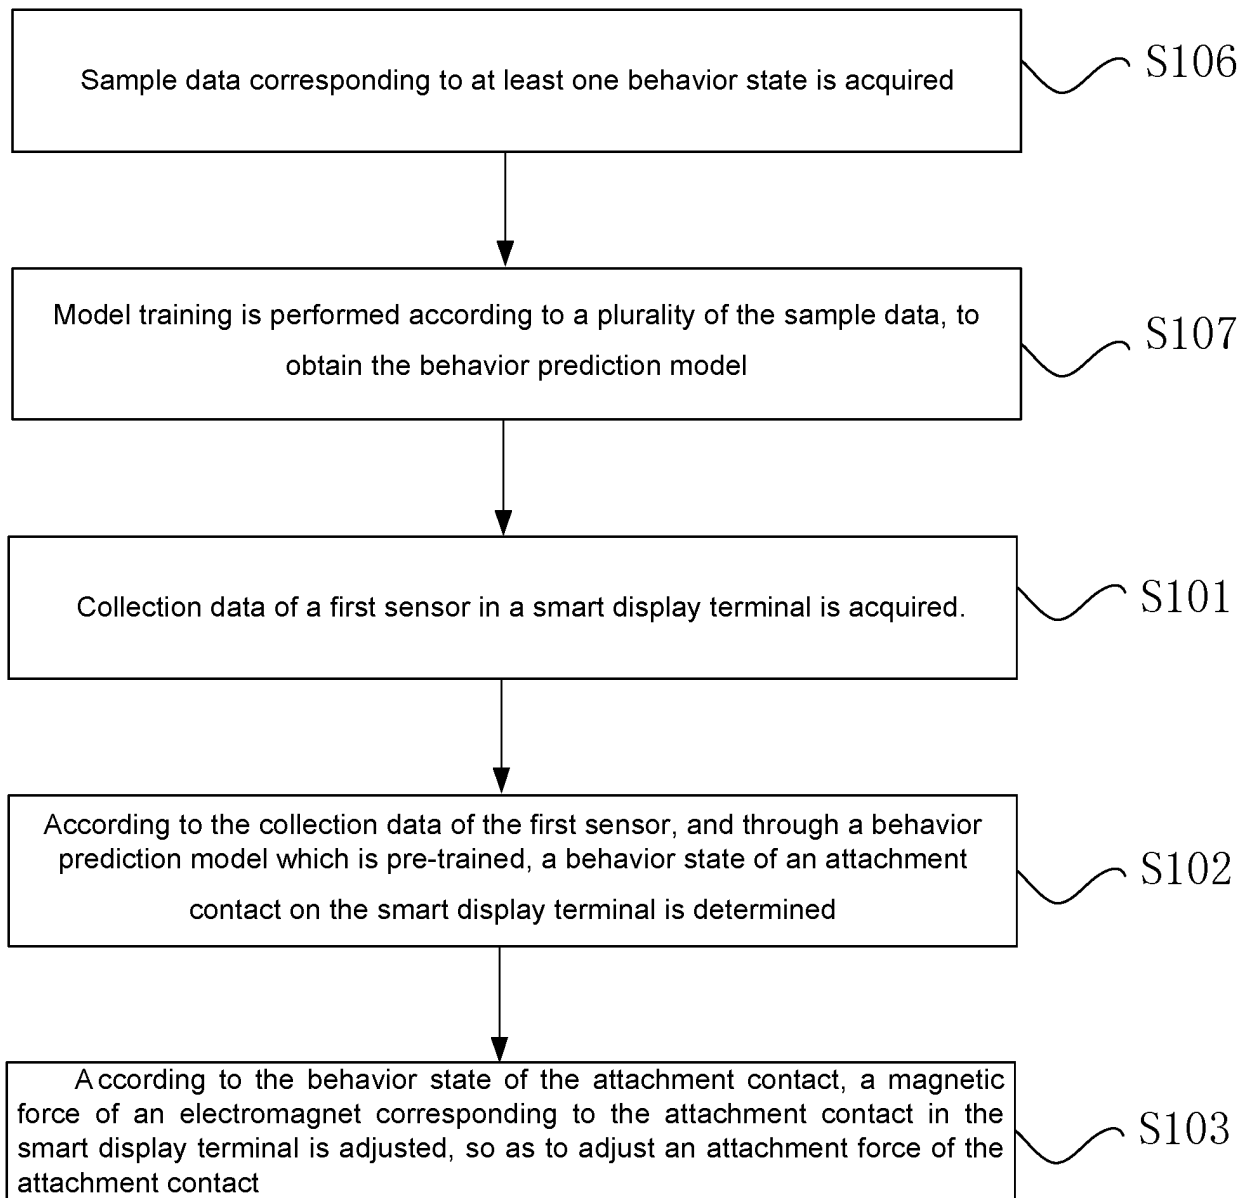 Sample data corresponding to at least one behavior state is acquired
S106
Model training is performed according to a plurality of the sample data, to
obtain the behavior prediction model
S107
Collection data of a first sensor in a smart display terminal is acquired.
S101
According to the collection data of the first sensor, and through a behavior
prediction model which is pre-trained, a behavior state of an attachment
contact on the smart display terminal is determined
S102
According to the behavior state of the attachment contact, a magnetic
force of an electromagnet corresponding to the attachment contact in the
smart display terminal is adjusted, so as to adjust an attachment force of the
attachment contact
S103